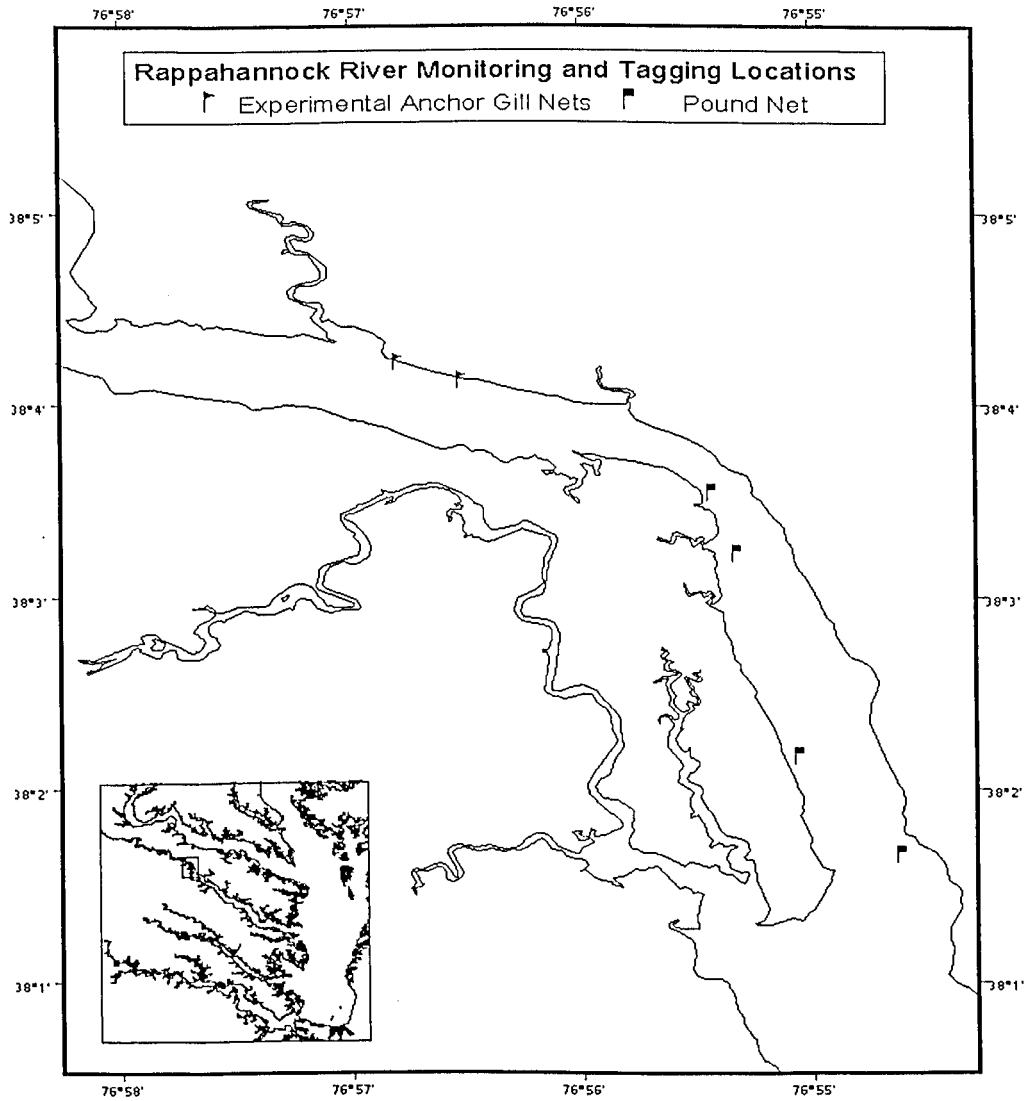 76°58' 76°57' 76°56' 76°55'
Rappahannock River Monitoring and Tagging Locations
Experimental Anchor Gill Nets Pound Net
38°5' 38°5'
38°4' 38°4'
38°3' 38°3'
38°2' 38°2'
38°1' 38°1'
76°58' 76°57' 76°56' 76°55'